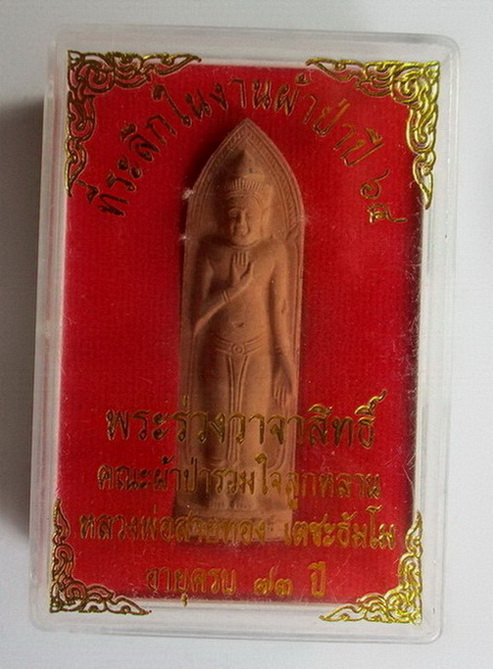 ที่ระลึกในงานผ้าป่าปี ๔๕
พระร่วงวาจาสิทธิ์
คณะผ้าป่ารวมใจลูกหลาน
หลวงพ่อสายทอง เตชะธัมโม
อายุครบ ๗๓ ปี